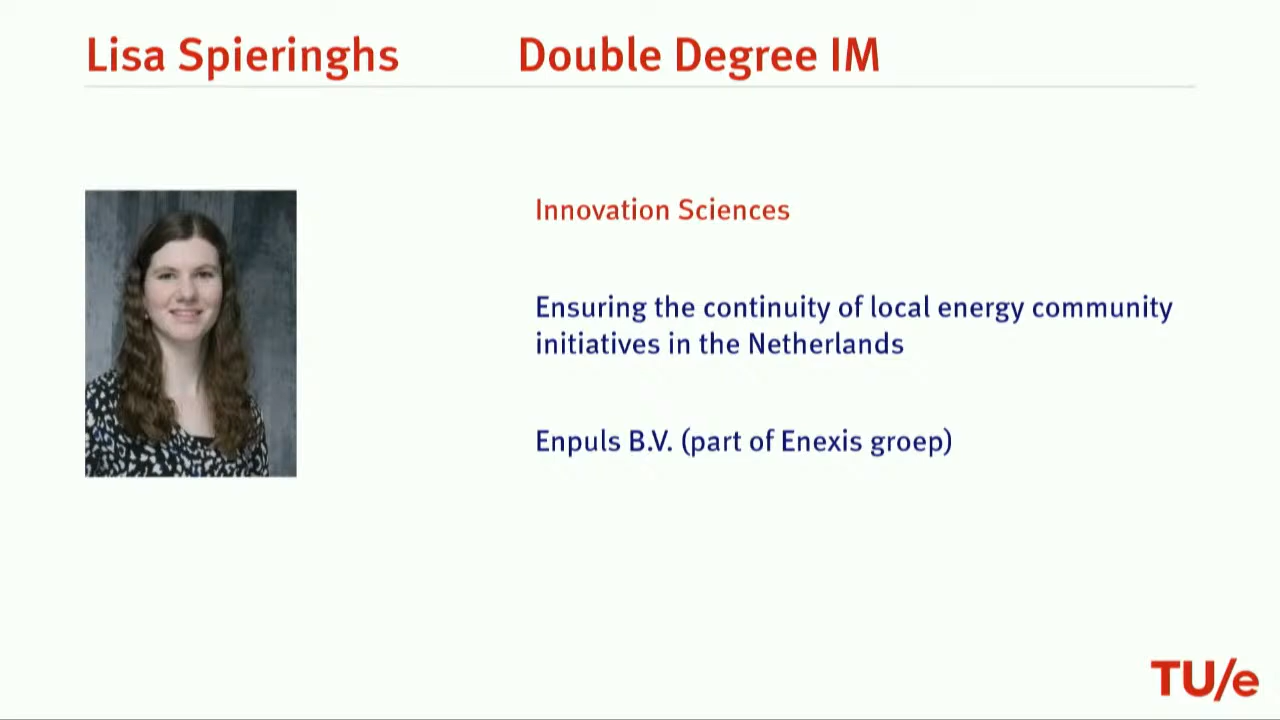 Lisa Spieringhs Double Degree IM
Innovation Sciences
Ensuring the continuity of local energy community
initiatives in the Netherlands
Enpuls B.V. (part of Enexis groep)
TU/e